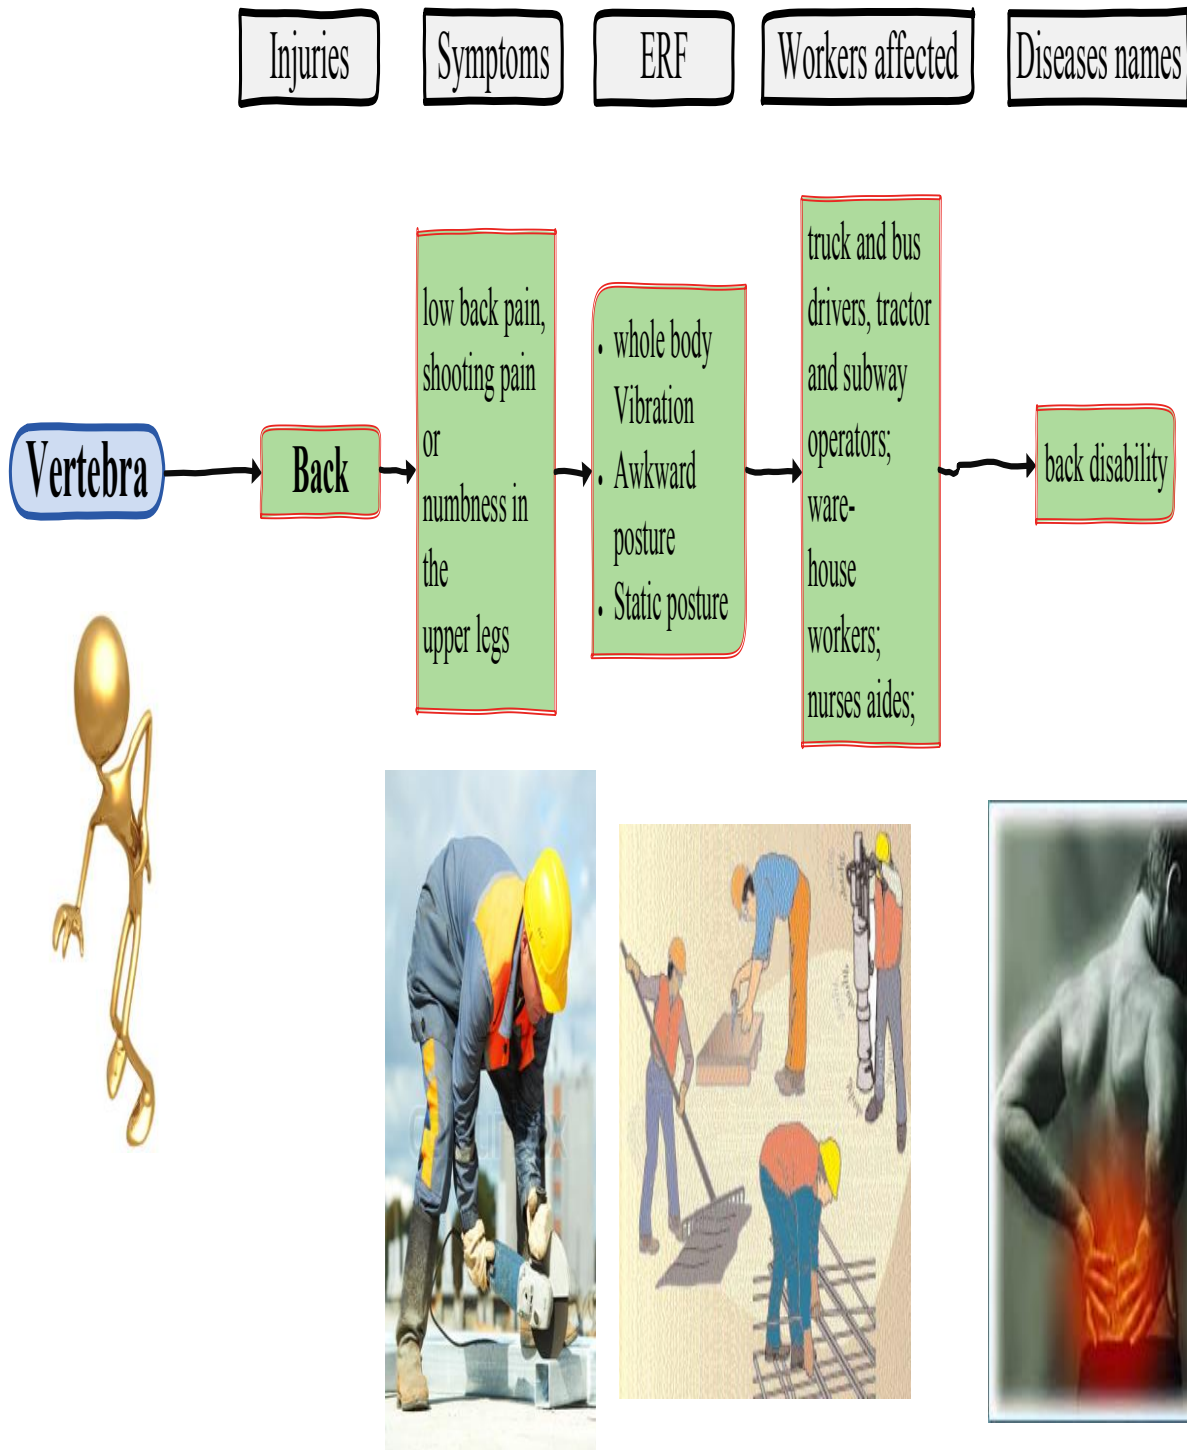 Injuries
Symptoms
ERF
Workers affected
Diseases names
Vertebra
Back
low back pain,
shooting pain
or
numbness in
the
upper legs
• whole body
Vibration
• Awkward
posture
• Static posture
truck and bus
drivers, tractor
and subway
operators;
ware-
house
workers;
nurses aides;
back disability